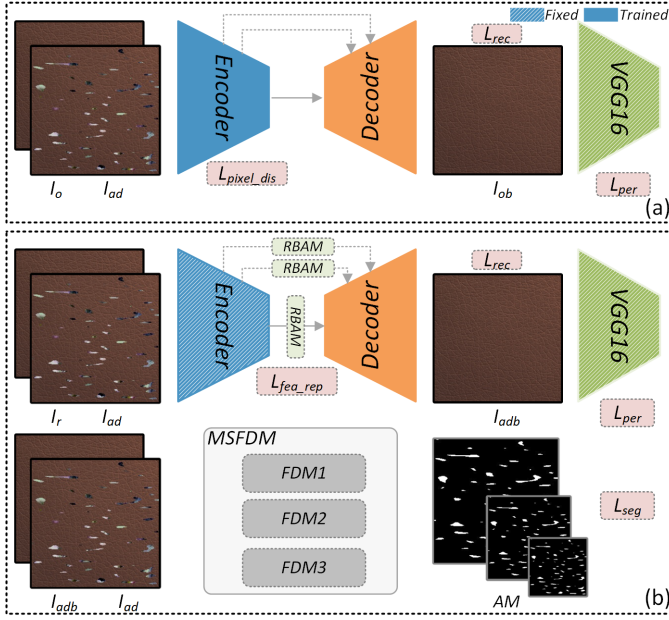 Fixed Trained
Encoder
Decoder
L_rec
VGG16
L_pixel_dis
L_per
I_o I_ad
I_ob
(a)
RBAM
RBAM
RBAM
Encoder
Decoder
L_rec
VGG16
L_fea_rep
I_r I_ad
I_adb
L_per
MSFDM
FDM1
FDM2
FDM3
L_seg
I_adb I_ad
AM
(b)